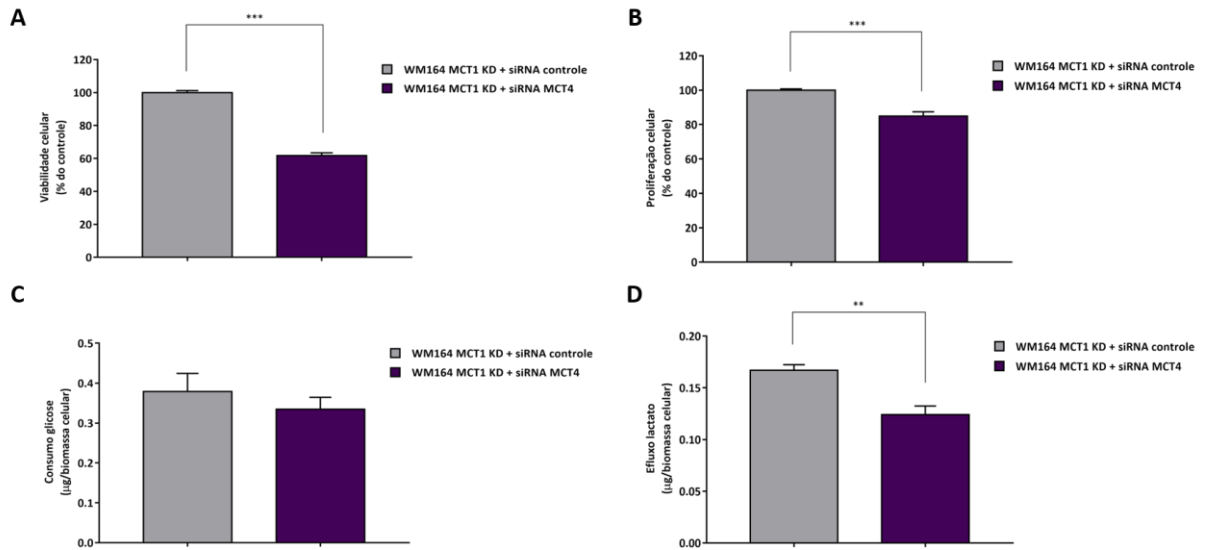 A
***
120
100
80
60
40
20
0
Viabilidade celular
(% do controle)
WM164 MCT1 KD + siRNA controle
WM164 MCT1 KD + siRNA MCT4
B
***
120
100
80
60
40
20
0
Proliferação celular
(% do controle)
WM164 MCT1 KD + siRNA controle
WM164 MCT1 KD + siRNA MCT4
C
0.5
0.4
0.3
0.2
0.1
0.0
Consumo glicose
(µg/biomassa celular)
WM164 MCT1 KD + siRNA controle
WM164 MCT1 KD + siRNA MCT4
D
**
0.20
0.15
0.10
0.05
0.00
Efluxo lactato
(µg/biomassa celular)
WM164 MCT1 KD + siRNA controle
WM164 MCT1 KD + siRNA MCT4